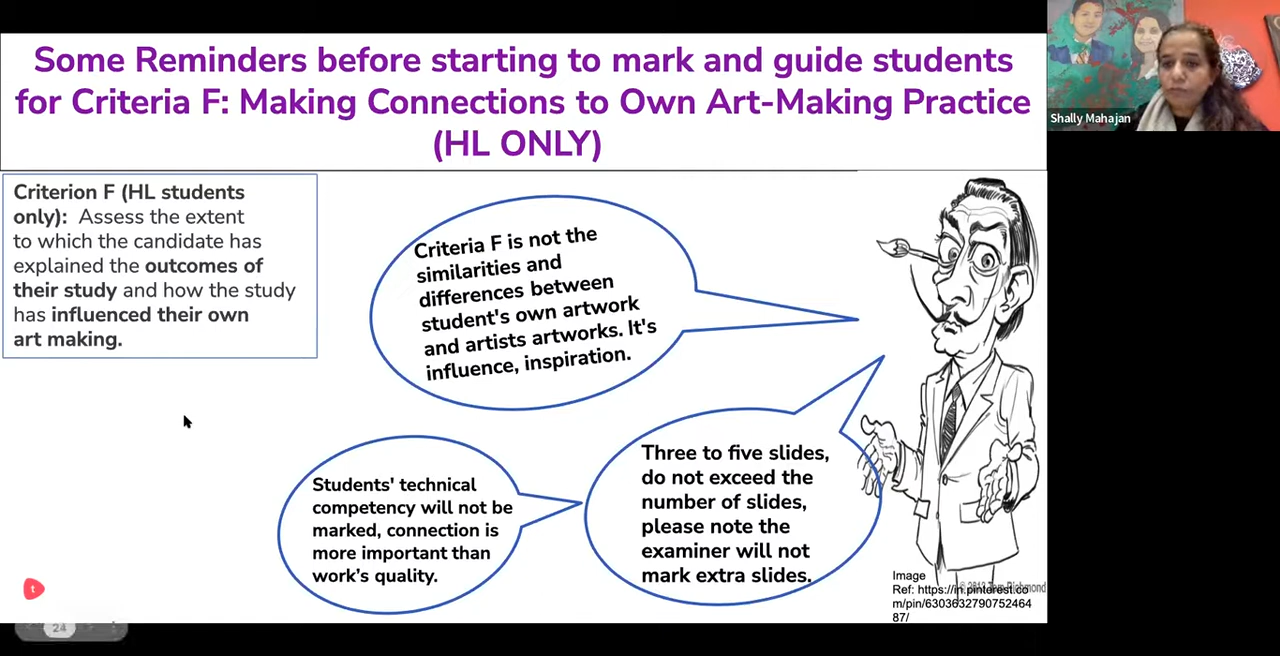 Some Reminders before starting to mark and guide students
for Criteria F: Making Connections to Own Art-Making Practice
(HL ONLY)
Shally Mahajan
Criterion F (HL students
only): Assess the extent
to which the candidate has
explained the outcomes of
their study and how the study
has influenced their own
art making.
Criteria F is not the
similarities and
differences between
student's own artwork
and artists artworks. It's
influence, inspiration.
Students' technical
competency will not be
marked, connection is
more important than
work's quality.
Three to five slides,
do not exceed the
number of slides,
please note the
examiner will not
mark extra slides.
Image
Ref: https://in.pinterest.co
m/pin/6303632790752464
87/
© 2012 Tom Richmond
t
24